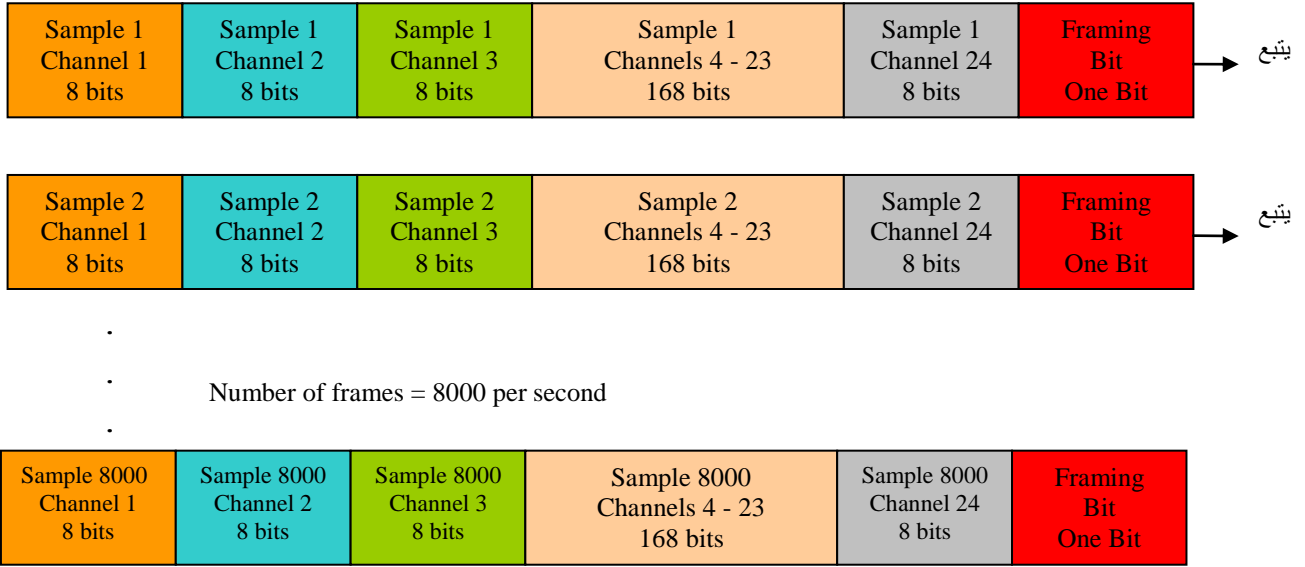 Sample 1
Channel 1
8 bits
Sample 1
Channel 2
8 bits
Sample 1
Channel 3
8 bits
Sample 1
Channels 4 - 23
168 bits
Sample 1
Channel 24
8 bits
Framing
Bit
One Bit
يتبع
Sample 2
Channel 1
8 bits
Sample 2
Channel 2
8 bits
Sample 2
Channel 3
8 bits
Sample 2
Channels 4 - 23
168 bits
Sample 2
Channel 24
8 bits
Framing
Bit
One Bit
يتبع
.
.
Number of frames = 8000 per second
.
Sample 8000
Channel 1
8 bits
Sample 8000
Channel 2
8 bits
Sample 8000
Channel 3
8 bits
Sample 8000
Channels 4 - 23
168 bits
Sample 8000
Channel 24
8 bits
Framing
Bit
One Bit